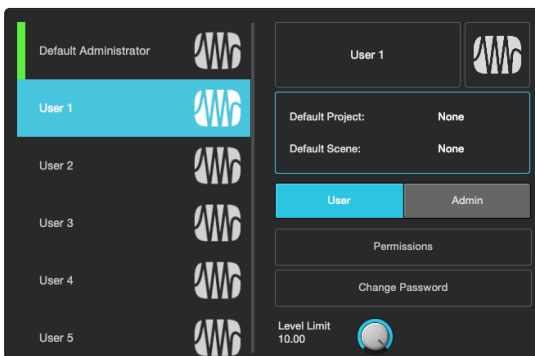 Default Administrator
User 1
User 2
User 3
User 4
User 5
User 1
Default Project: None
Default Scene: None
User Admin
Permissions
Change Password
Level Limit
10.00